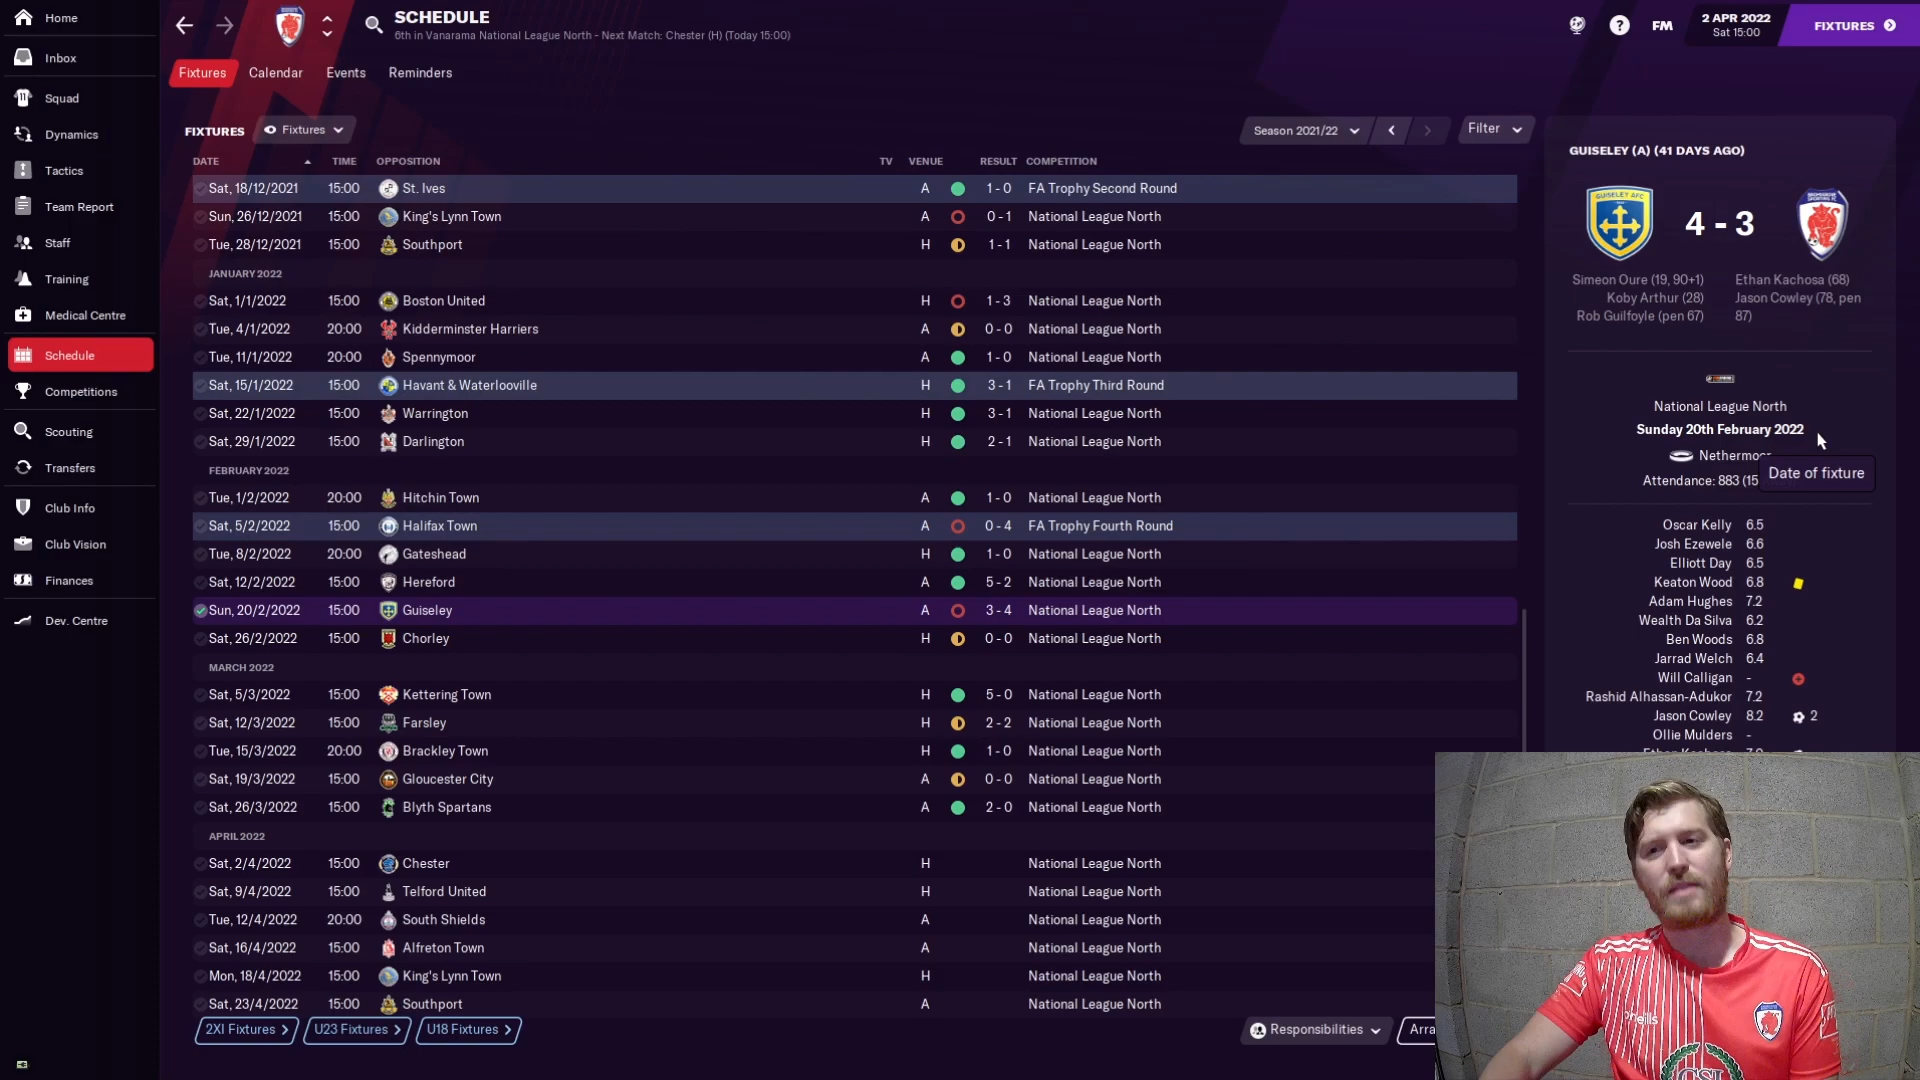 Home
Inbox
Squad
Dynamics
Tactics
Team Report
Staff
Training
Medical Centre
Schedule
Competitions
Scouting
Transfers
Club Info
Club Vision
Finances
Dev. Centre
SCHEDULE
6th in Vanarama National League North - Next Match: Chester (H) (Today 15:00)
FM
2 APR 2022
Sat 15:00
FIXTURES
Fixtures Calendar Events Reminders
FIXTURES Fixtures
Season 2021/22
Filter
DATE TIME OPPOSITION TV VENUE RESULT COMPETITION
Sat, 18/12/2021 15:00 St. Ives A 1 - 0 FA Trophy Second Round
Sun, 26/12/2021 15:00 King's Lynn Town A 0 - 1 National League North
Tue, 28/12/2021 15:00 Southport H 1 - 1 National League North
JANUARY 2022
Sat, 1/1/2022 15:00 Boston United H 1 - 3 National League North
Tue, 4/1/2022 20:00 Kidderminster Harriers A 0 - 0 National League North
Tue, 11/1/2022 20:00 Spennymoor A 1 - 0 National League North
Sat, 15/1/2022 15:00 Havant & Waterlooville H 3 - 1 FA Trophy Third Round
Sat, 22/1/2022 15:00 Warrington H 3 - 1 National League North
Sat, 29/1/2022 15:00 Darlington H 2 - 1 National League North
FEBRUARY 2022
Tue, 1/2/2022 20:00 Hitchin Town A 1 - 0 National League North
Sat, 5/2/2022 15:00 Halifax Town A 0 - 4 FA Trophy Fourth Round
Tue, 8/2/2022 20:00 Gateshead H 1 - 0 National League North
Sat, 12/2/2022 15:00 Hereford A 5 - 2 National League North
Sun, 20/2/2022 15:00 Guiseley A 3 - 4 National League North
Sat, 26/2/2022 15:00 Chorley H 0 - 0 National League North
MARCH 2022
Sat, 5/3/2022 15:00 Kettering Town H 5 - 0 National League North
Sat, 12/3/2022 15:00 Farsley H 2 - 2 National League North
Tue, 15/3/2022 20:00 Brackley Town H 1 - 0 National League North
Sat, 19/3/2022 15:00 Gloucester City A 0 - 0 National League North
Sat, 26/3/2022 15:00 Blyth Spartans A 2 - 0 National League North
APRIL 2022
Sat, 2/4/2022 15:00 Chester H National League North
Sat, 9/4/2022 15:00 Telford United H National League North
Tue, 12/4/2022 20:00 South Shields A National League North
Sat, 16/4/2022 15:00 Alfreton Town A National League North
Mon, 18/4/2022 15:00 King's Lynn Town H National League North
Sat, 23/4/2022 15:00 Southport A National League North
2XI Fixtures U23 Fixtures U18 Fixtures
Responsibilities
Arra
GUISELEY (A) (41 DAYS AGO)
GUISELEY AFC
4 - 3
Simeon Oure (19, 90+1)
Koby Arthur (28)
Rob Guilfoyle (pen 67)
Ethan Kachosa (68)
Jason Cowley (78, pen
87)
National League North
Sunday 20th February 2022
Nethermoor
Date of fixture
Attendance: 883 (15
Oscar Kelly 6.5
Josh Ezewele 6.6
Elliott Day 6.5
Keaton Wood 6.8
Adam Hughes 7.2
Wealth Da Silva 6.2
Ben Woods 6.8
Jarrad Welch 6.4
Will Calligan -
Rashid Alhassan-Adukor 7.2
Jason Cowley 8.2 2
Ollie Mulders -
O'neills
CSL